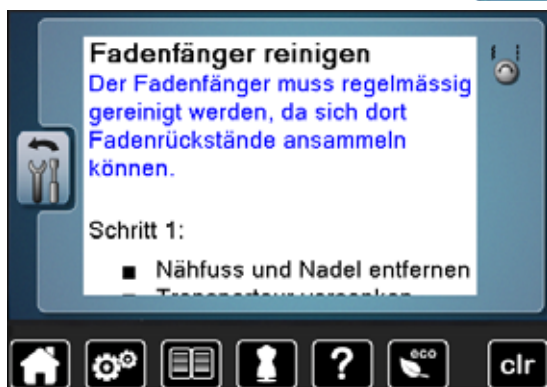 Fadenfänger reinigen
Der Fadenfänger muss regelmässig
gereinigt werden, da sich dort
Fadenrückstände ansammeln
können.
Schritt 1:
■ Nähfuss und Nadel entfernen
? eco clr